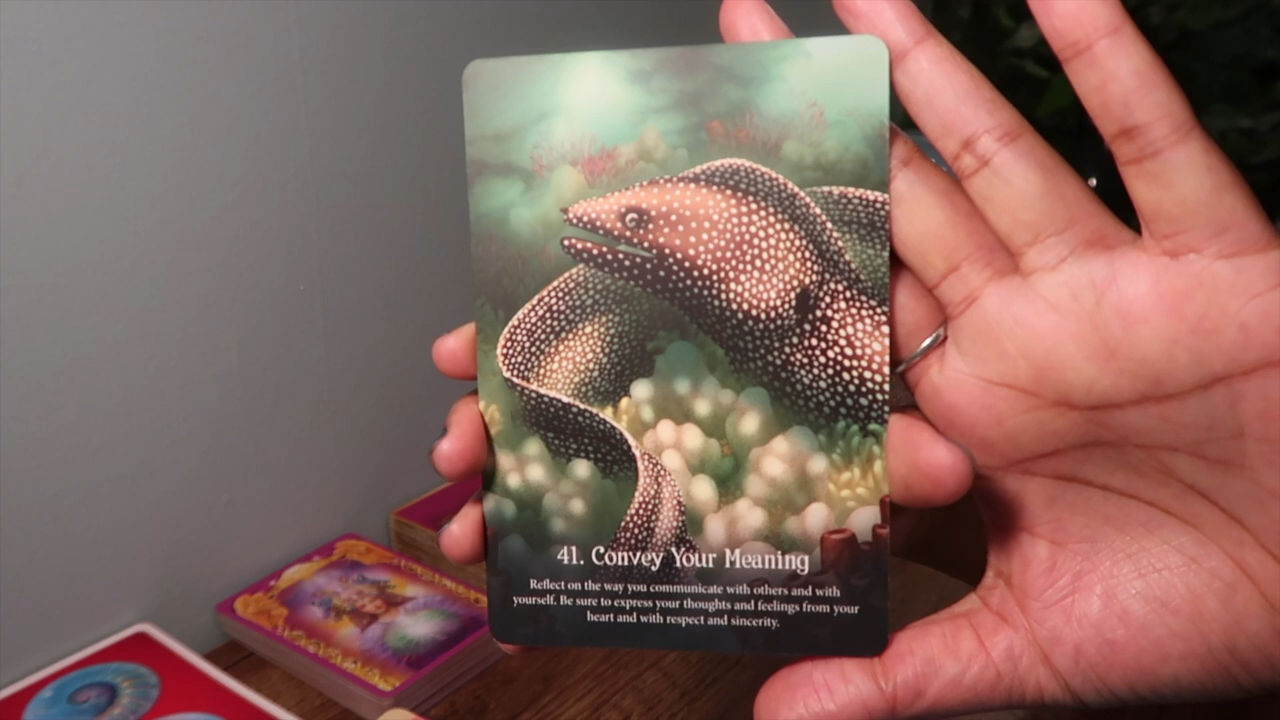 41. Convey Your Meaning
Reflect on the way you communicate with others and with
yourself. Be sure to express your thoughts and feelings from your
heart and with respect and sincerity.